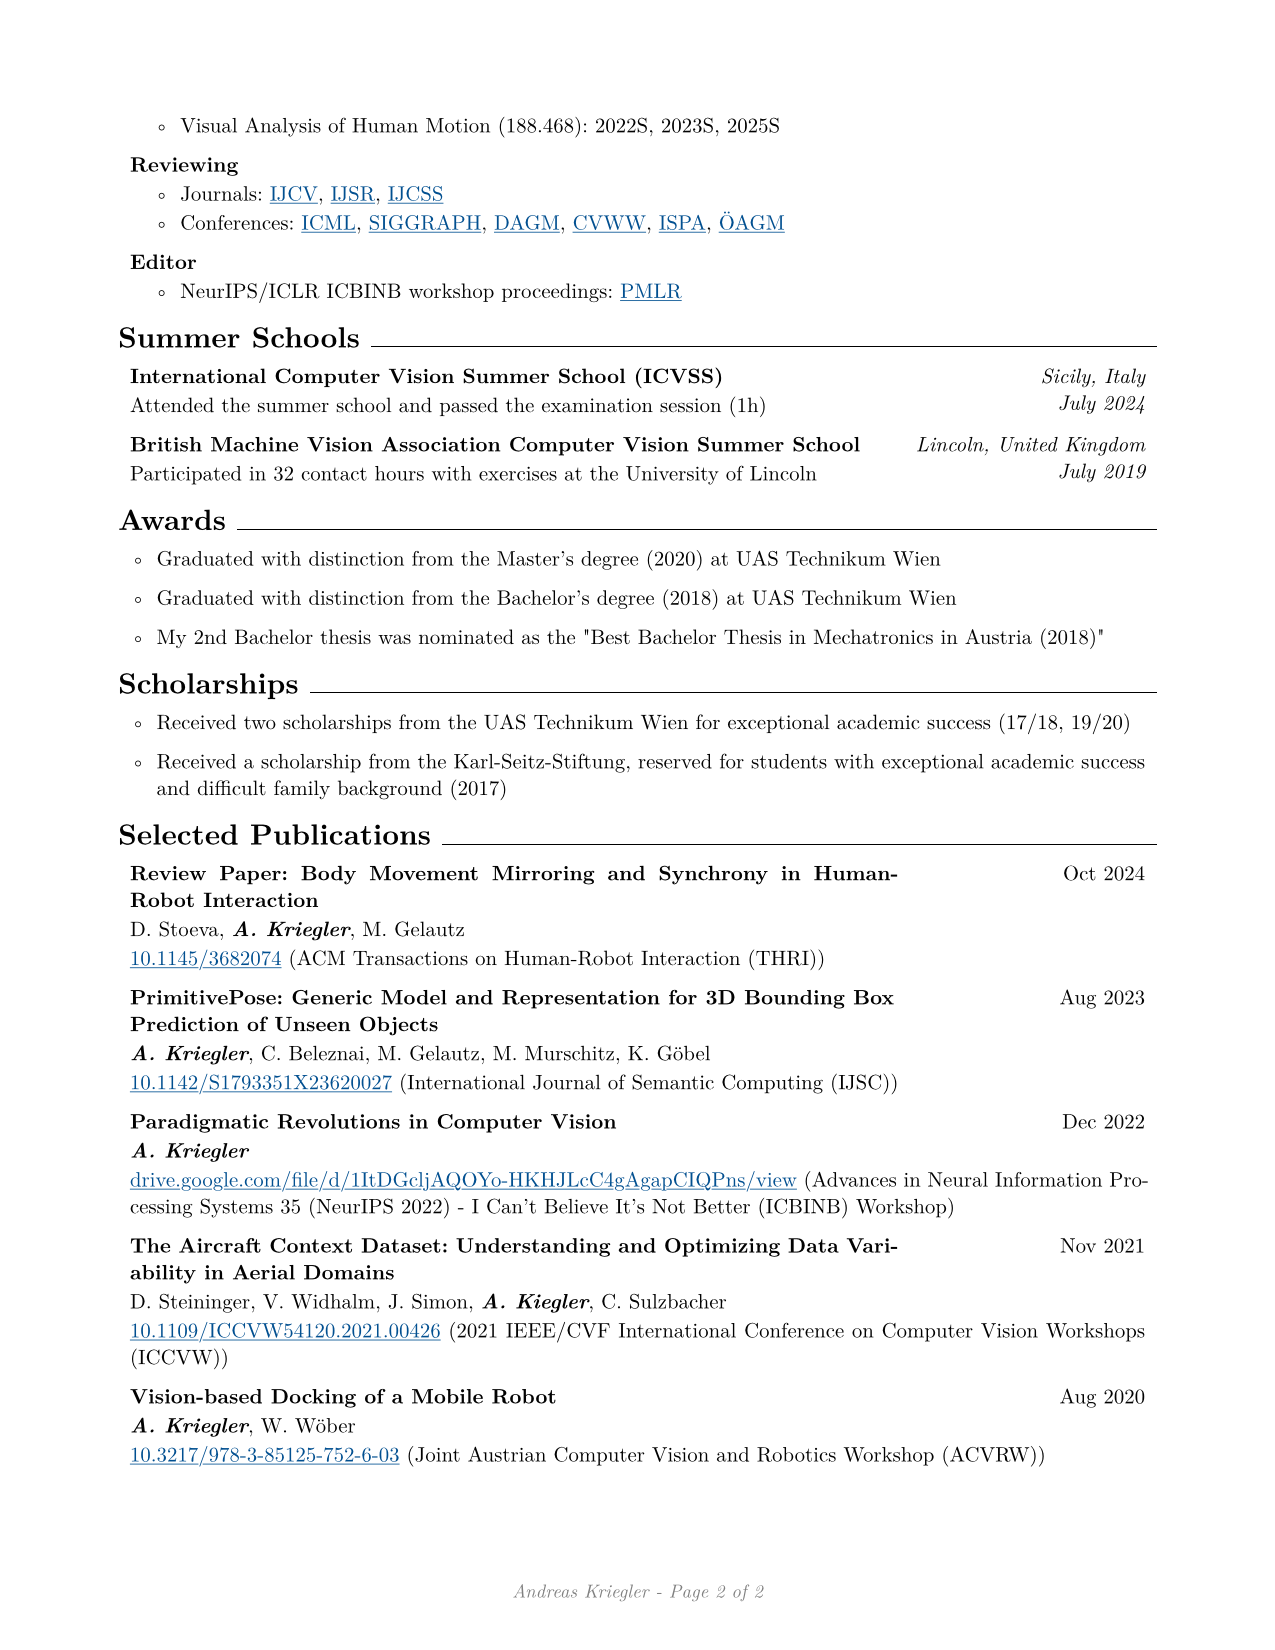 ◦ Visual Analysis of Human Motion (188.468): 2022S, 2023S, 2025S
Reviewing
◦ Journals: IJCV, IJSR, IJCSS
◦ Conferences: ICML, SIGGRAPH, DAGM, CVWW, ISPA, ÖAGM
Editor
◦ NeurIPS/ICLR ICBINB workshop proceedings: PMLR
Summer Schools
International Computer Vision Summer School (ICVSS) Sicily, Italy
Attended the summer school and passed the examination session (1h) July 2024
British Machine Vision Association Computer Vision Summer School Lincoln, United Kingdom
Participated in 32 contact hours with exercises at the University of Lincoln July 2019
Awards
◦ Graduated with distinction from the Master's degree (2020) at UAS Technikum Wien
◦ Graduated with distinction from the Bachelor's degree (2018) at UAS Technikum Wien
◦ My 2nd Bachelor thesis was nominated as the "Best Bachelor Thesis in Mechatronics in Austria (2018)"
Scholarships
◦ Received two scholarships from the UAS Technikum Wien for exceptional academic success (17/18, 19/20)
◦ Received a scholarship from the Karl-Seitz-Stiftung, reserved for students with exceptional academic success
and difficult family background (2017)
Selected Publications
Review Paper: Body Movement Mirroring and Synchrony in Human- Oct 2024
Robot Interaction
D. Stoeva, A. Kriegler, M. Gelautz
10.1145/3682074 (ACM Transactions on Human-Robot Interaction (THRI))
PrimitivePose: Generic Model and Representation for 3D Bounding Box Aug 2023
Prediction of Unseen Objects
A. Kriegler, C. Beleznai, M. Gelautz, M. Murschitz, K. Göbel
10.1142/S1793351X23620027 (International Journal of Semantic Computing (IJSC))
Paradigmatic Revolutions in Computer Vision Dec 2022
A. Kriegler
drive.google.com/file/d/1ItDGcljAQOYo-HKHJLcC4gAgapCIQPns/view (Advances in Neural Information Pro-
cessing Systems 35 (NeurIPS 2022) - I Can't Believe It's Not Better (ICBINB) Workshop)
The Aircraft Context Dataset: Understanding and Optimizing Data Vari- Nov 2021
ability in Aerial Domains
D. Steininger, V. Widhalm, J. Simon, A. Kiegler, C. Sulzbacher
10.1109/ICCVW54120.2021.00426 (2021 IEEE/CVF International Conference on Computer Vision Workshops
(ICCVW))
Vision-based Docking of a Mobile Robot Aug 2020
A. Kriegler, W. Wöber
10.3217/978-3-85125-752-6-03 (Joint Austrian Computer Vision and Robotics Workshop (ACVRW))
Andreas Kriegler - Page 2 of 2